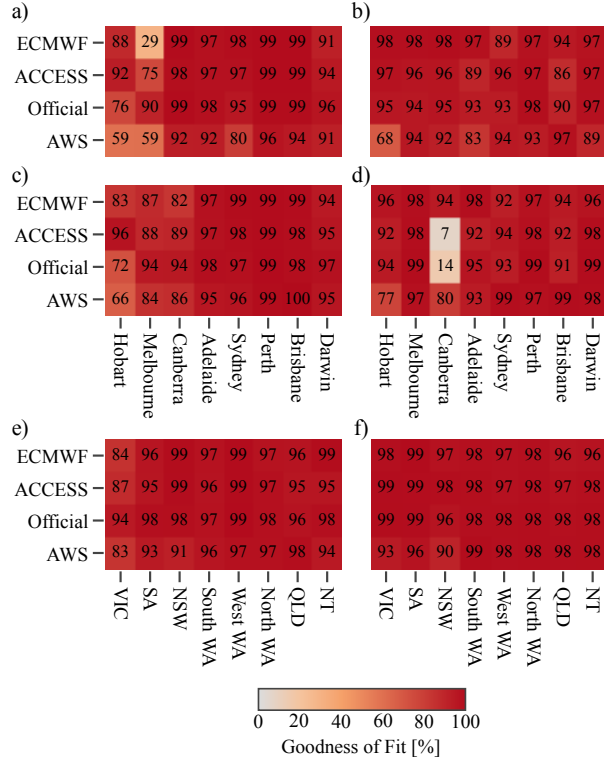 a) b)
ECMWF 88 29 99 97 98 99 99 91 98 98 98 97 89 97 94 97
ACCESS 92 75 98 97 97 99 99 94 97 96 96 89 96 97 86 97
Official 76 90 99 98 95 99 99 96 95 94 95 93 93 98 90 97
AWS 59 59 92 92 80 96 94 91 68 94 92 83 94 93 97 89
c) d)
ECMWF 83 87 82 97 99 99 99 94 96 98 94 98 92 97 94 96
ACCESS 96 88 89 97 98 99 98 95 92 98 7 92 94 98 92 98
Official 72 94 94 98 97 99 98 97 94 99 14 95 93 99 91 99
AWS 66 84 86 95 96 99 100 95 77 97 80 93 99 97 99 98
Hobart Melbourne Canberra Adelaide Sydney Perth Brisbane Darwin Hobart Melbourne Canberra Adelaide Sydney Perth Brisbane Darwin
e) f)
ECMWF 84 96 99 97 99 97 96 99 98 99 97 98 97 98 96 96
ACCESS 87 95 99 96 99 97 95 95 99 99 98 98 97 98 97 98
Official 94 98 98 97 99 98 96 98 99 99 96 98 98 98 98 98
AWS 83 93 91 96 97 97 98 94 93 96 90 99 98 98 98 98
VIC SA NSW South WA West WA North WA QLD NT VIC SA NSW South WA West WA North WA QLD NT
0 20 40 60 80 100
Goodness of Fit [%]